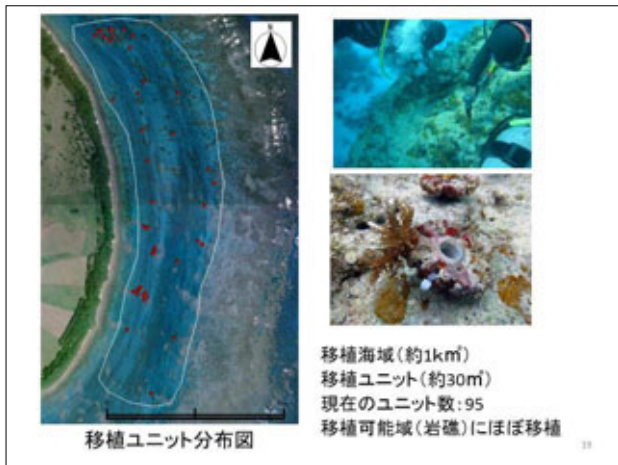 移植ユニット分布図
移植海域(約1k㎡)
移植ユニット(約30㎡)
現在のユニット数:95
移植可能域(岩礁)にほぼ移植